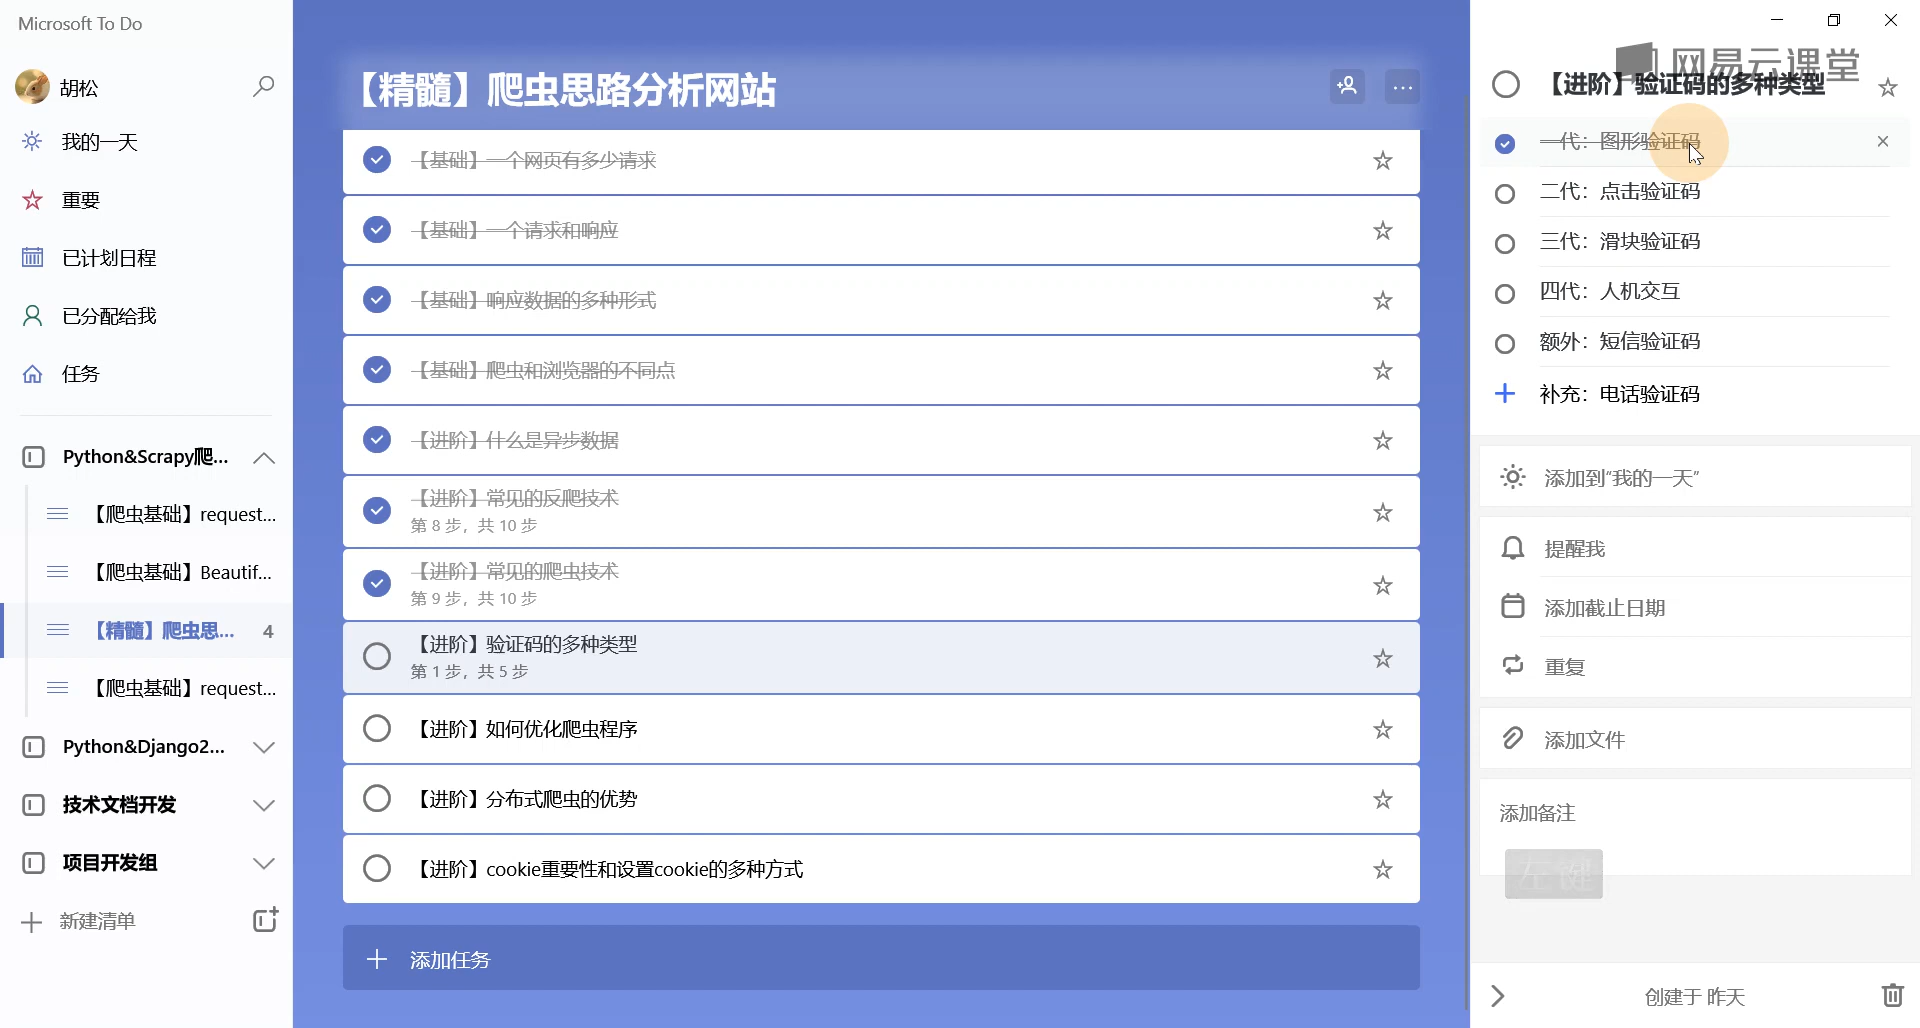 Microsoft To Do
胡松
我的一天
重要
已计划日程
已分配给我
任务
Python&Scrapy爬...
【爬虫基础】request...
【爬虫基础】Beautif...
【精髓】爬虫思... 4
【爬虫基础】request...
Python&Django2...
技术文档开发
项目开发组
新建清单
【精髓】爬虫思路分析网站
【基础】一个网页有多少请求
【基础】一个请求和响应
【基础】响应数据的多种形式
【基础】爬虫和浏览器的不同点
【进阶】什么是异步数据
【进阶】常见的反爬技术
第 8 步，共 10 步
【进阶】常见的爬虫技术
第 9 步，共 10 步
【进阶】验证码的多种类型
第 1 步，共 5 步
【进阶】如何优化爬虫程序
【进阶】分布式爬虫的优势
【进阶】cookie重要性和设置cookie的多种方式
添加任务
网易云课堂
【进阶】验证码的多种类型
一代：图形验证码
二代：点击验证码
三代：滑块验证码
四代：人机交互
额外：短信验证码
补充：电话验证码
添加到“我的一天”
提醒我
添加截止日期
重复
添加文件
添加备注
左键
创建于 昨天